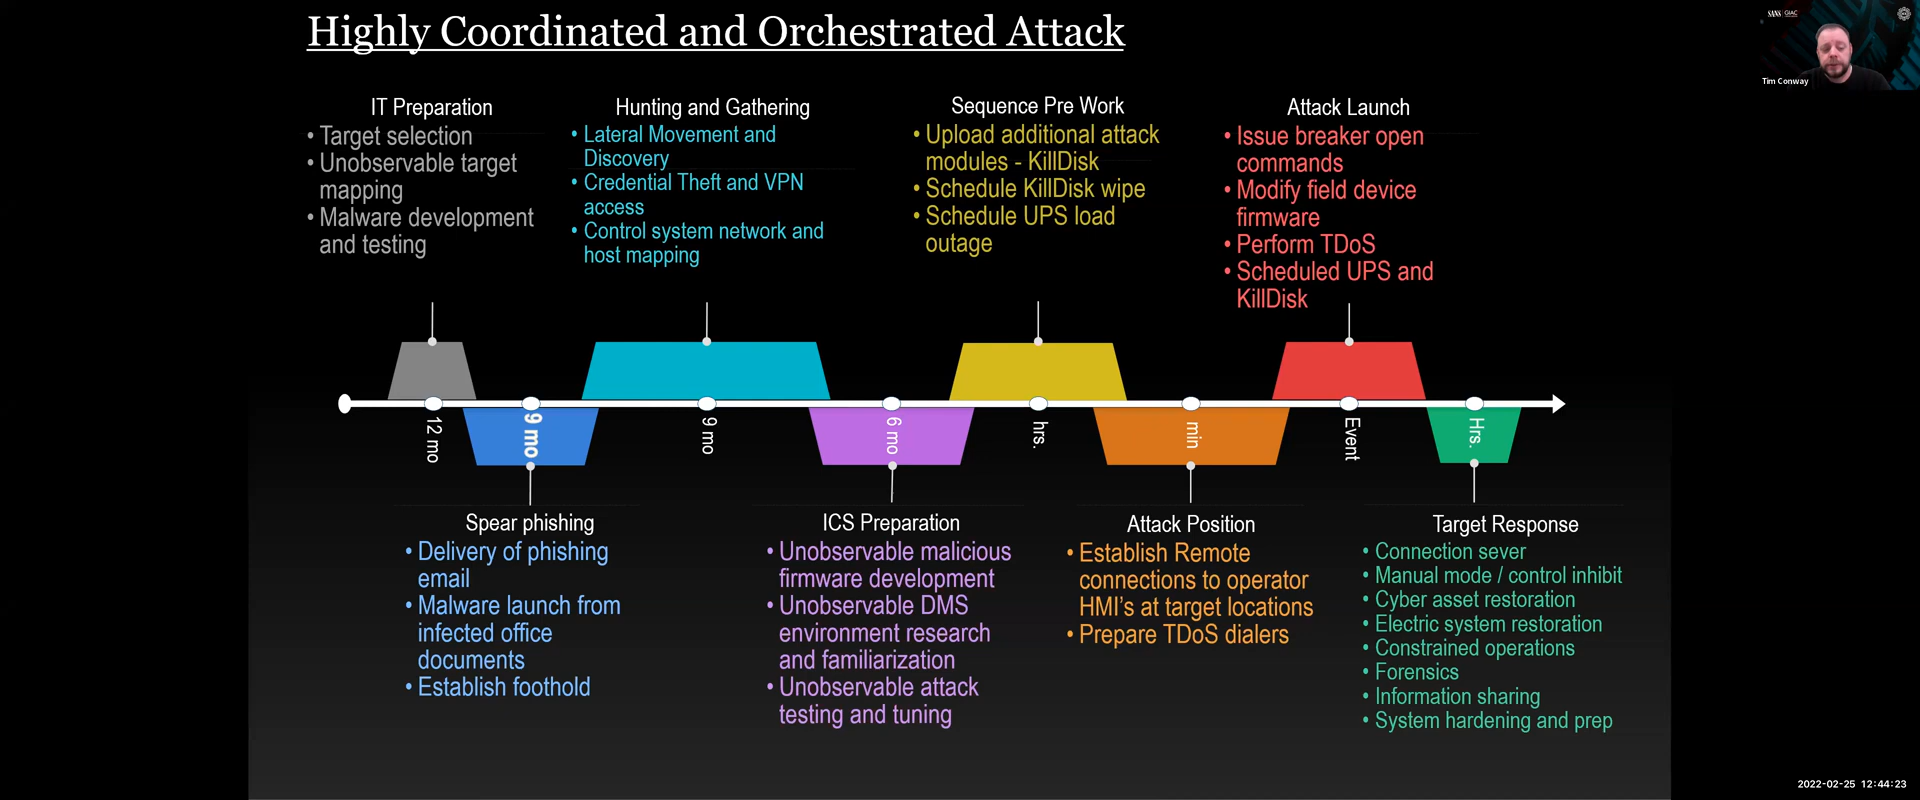 Highly Coordinated and Orchestrated Attack
SANS GIAC
Tim Conway
IT Preparation
• Target selection
• Unobservable target
mapping
• Malware development
and testing
Hunting and Gathering
• Lateral Movement and
Discovery
• Credential Theft and VPN
access
• Control system network and
host mapping
Sequence Pre Work
• Upload additional attack
modules - KillDisk
• Schedule KillDisk wipe
• Schedule UPS load
outage
Attack Launch
• Issue breaker open
commands
• Modify field device
firmware
• Perform TDoS
• Scheduled UPS and
KillDisk
12 mo
9 mo
9 mo
6 mo
hrs.
min
Event
Hrs.
Spear phishing
• Delivery of phishing
email
• Malware launch from
infected office
documents
• Establish foothold
ICS Preparation
• Unobservable malicious
firmware development
• Unobservable DMS
environment research
and familiarization
• Unobservable attack
testing and tuning
Attack Position
• Establish Remote
connections to operator
HMI's at target locations
• Prepare TDoS dialers
Target Response
• Connection sever
• Manual mode / control inhibit
• Cyber asset restoration
• Electric system restoration
• Constrained operations
• Forensics
• Information sharing
• System hardening and prep
2022-02-25 12:44:23